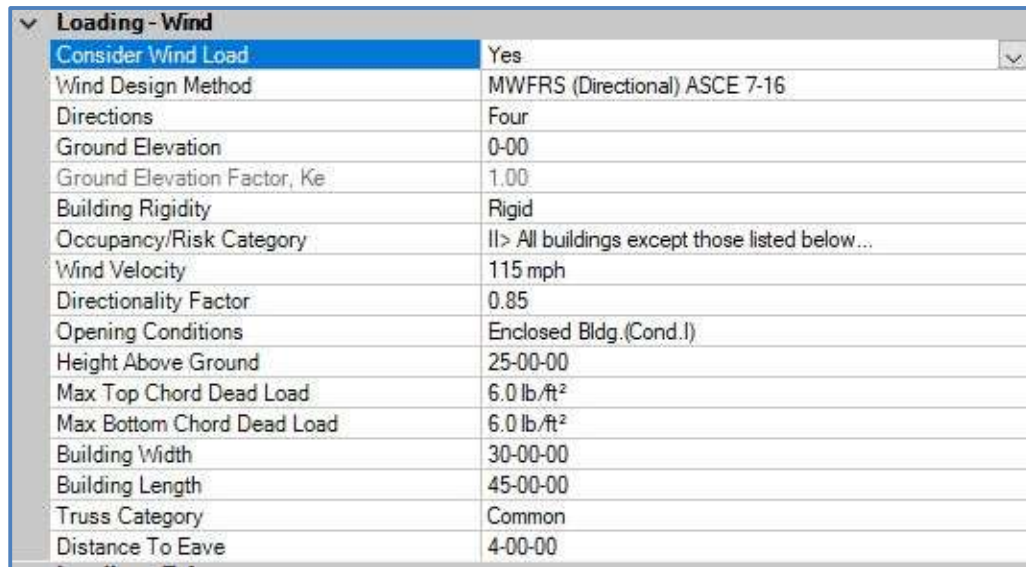 Loading - Wind
Consider Wind Load Yes
Wind Design Method MWFRS (Directional) ASCE 7-16
Directions Four
Ground Elevation 0-00
Ground Elevation Factor, Ke 1.00
Building Rigidity Rigid
Occupancy/Risk Category II> All buildings except those listed below...
Wind Velocity 115 mph
Directionality Factor 0.85
Opening Conditions Enclosed Bldg.(Cond.I)
Height Above Ground 25-00-00
Max Top Chord Dead Load 6.0 lb/ft²
Max Bottom Chord Dead Load 6.0 lb/ft²
Building Width 30-00-00
Building Length 45-00-00
Truss Category Common
Distance To Eave 4-00-00